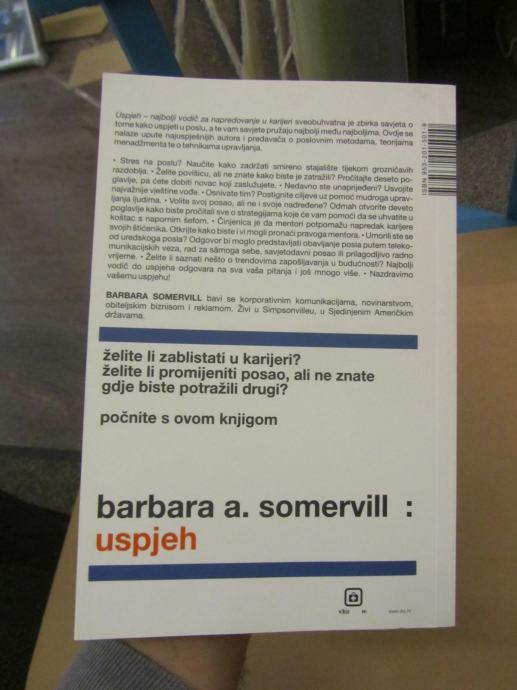 Uspjeh – najbolji vodič za napredovanje u karijeri sveobuhvatna je zbirka savjeta o
tome kako uspjeti u poslu, a te vam savjete pružaju najbolji među najboljima. Ovdje se
nalaze upute najuspješnijih autora i predavača o poslovnim metodama, teorijama
menadžmenta te o tehnikama upravljanja.
• Stres na poslu? Naučite kako zadržati smireno stajalište tijekom grozničavih
razdoblja. • Želite povišicu, ali ne znate kako biste je zatražili? Pročitajte deseto po-
glavlje, pa ćete dobiti novac koji zaslužujete. • Nedavno ste unaprijeđeni? Usvojite
najvažnije vještine vođe. • Osnivate tim? Postignite ciljeve uz pomoć mudroga uprav-
ljanja ljudima. • Volite svoj posao, ali ne i svoje nadređene? Odmah otvorite deveto
poglavlje kako biste pročitali sve o strategijama koje će vam pomoći da se uhvatite u
koštac s napornim šefom. • Činjenica je da mentori potpomažu napredak karijere
svojih štićenika. Otkrijte kako biste i vi mogli pronaći pravoga mentora. • Umorili ste se
od uredskoga posla? Odgovor bi moglo predstavljati obavljanje posla putem teleko-
munikacijskih veza, rad za sâmoga sebe, savjetodavni posao ili prilagodljivo radno
vrijeme. • Želite li saznati nešto o trendovima zapošljavanja u budućnosti? Najbolji
vodič do uspjeha odgovara na sva vaša pitanja i još mnogo više. • Nazdravimo
vašemu uspjehu!
BARBARA SOMERVILL bavi se korporativnim komunikacijama, novinarstvom,
obiteljskim biznisom i reklamom. Živi u Simpsonvilleu, u Sjedinjenim Američkim
državama.
želite li zablistati u karijeri?
želite li promijeniti posao, ali ne znate
gdje biste potražili drugi?
počnite s ovom knjigom
barbara a. somervill :
uspjeh
ISBN 953-201-501-9